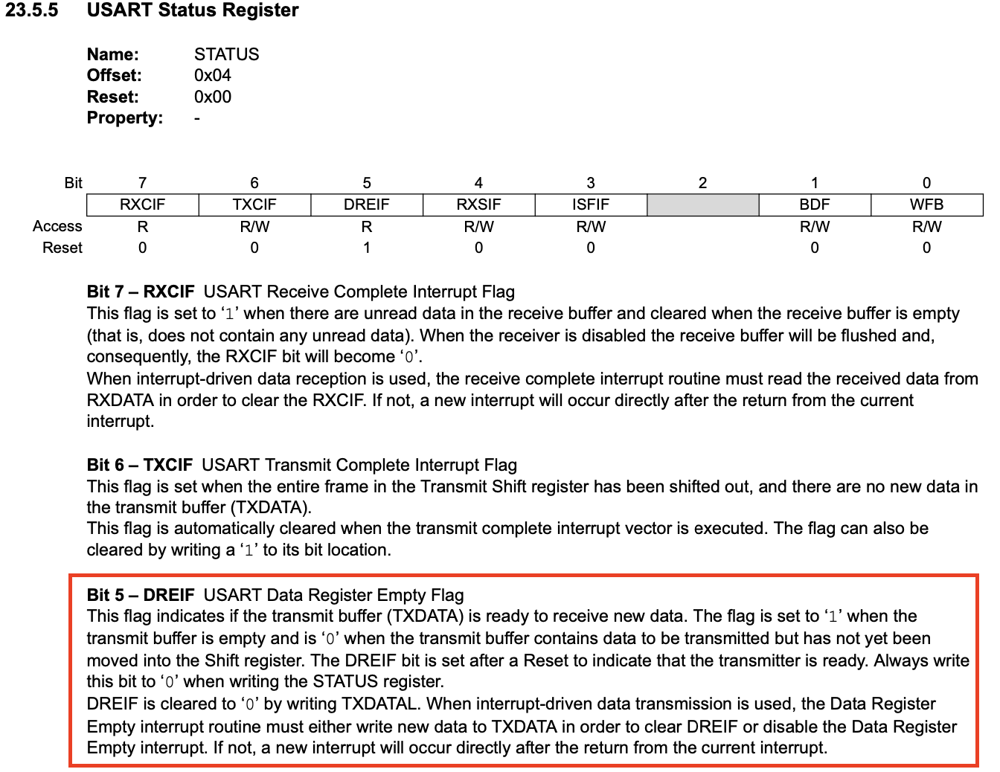 23.5.5 USART Status Register
Name: STATUS
Offset: 0x04
Reset: 0x00
Property: -
Bit 7 6 5 4 3 2 1 0
RXCIF TXCIF DREIF RXSIF ISFIF BDF WFB
Access R R/W R R/W R/W R/W R/W
Reset 0 0 1 0 0 0 0
Bit 7 – RXCIF USART Receive Complete Interrupt Flag
This flag is set to ‘1’ when there are unread data in the receive buffer and cleared when the receive buffer is empty
(that is, does not contain any unread data). When the receiver is disabled the receive buffer will be flushed and,
consequently, the RXCIF bit will become ‘0’.
When interrupt-driven data reception is used, the receive complete interrupt routine must read the received data from
RXDATA in order to clear the RXCIF. If not, a new interrupt will occur directly after the return from the current
interrupt.
Bit 6 – TXCIF USART Transmit Complete Interrupt Flag
This flag is set when the entire frame in the Transmit Shift register has been shifted out, and there are no new data in
the transmit buffer (TXDATA).
This flag is automatically cleared when the transmit complete interrupt vector is executed. The flag can also be
cleared by writing a ‘1’ to its bit location.
Bit 5 – DREIF USART Data Register Empty Flag
This flag indicates if the transmit buffer (TXDATA) is ready to receive new data. The flag is set to ‘1’ when the
transmit buffer is empty and is ‘0’ when the transmit buffer contains data to be transmitted but has not yet been
moved into the Shift register. The DREIF bit is set after a Reset to indicate that the transmitter is ready. Always write
this bit to ‘0’ when writing the STATUS register.
DREIF is cleared to ‘0’ by writing TXDATAL. When interrupt-driven data transmission is used, the Data Register
Empty interrupt routine must either write new data to TXDATA in order to clear DREIF or disable the Data Register
Empty interrupt. If not, a new interrupt will occur directly after the return from the current interrupt.